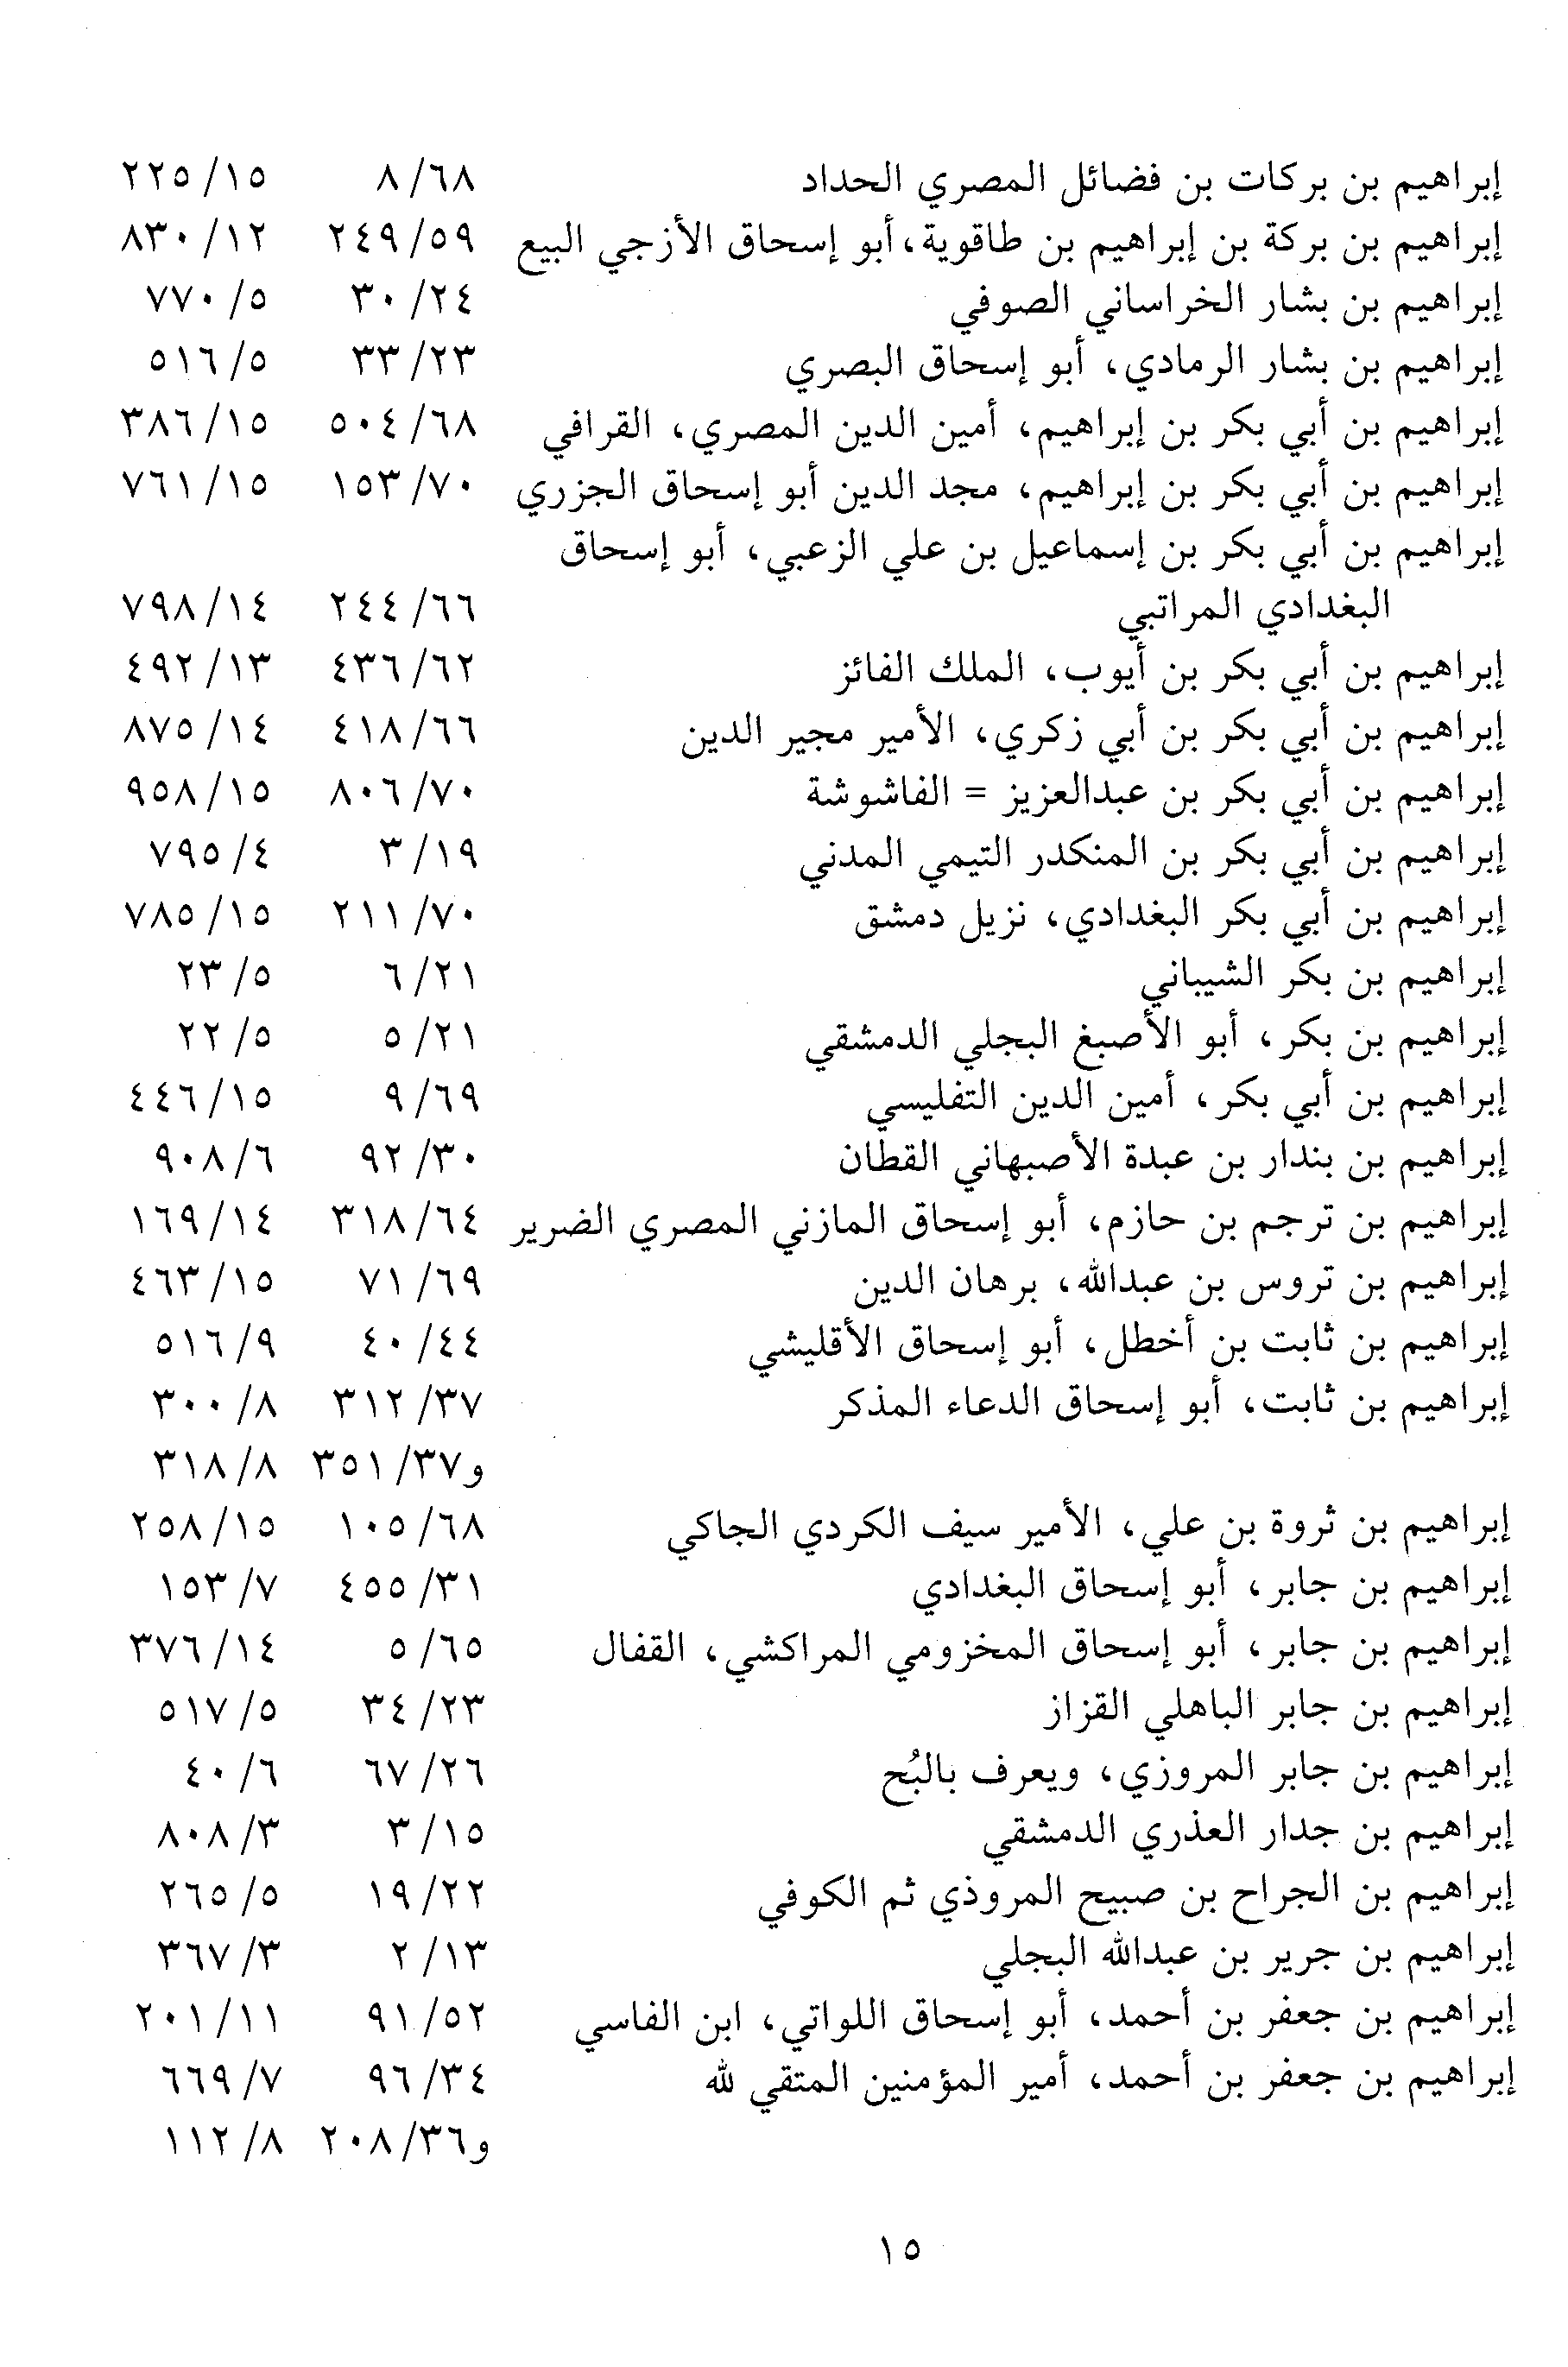 إبراهيم بن بركات بن فضائل المصري الحداد ٨/٦٨ ٢٢٥/١٥
إبراهيم بن بركة بن إبراهيم بن طاقوية، أبو إسحاق الأزجي البيع ٢٤٩/٥٩ ٨٣٠/١٢
إبراهيم بن بشار الخراساني الصوفي ٣٠/٢٤ ٧٧٠/٥
إبراهيم بن بشار الرمادي، أبو إسحاق البصري ٣٣/٢٣ ٥١٦/٥
إبراهيم بن أبي بكر بن إبراهيم، أمين الدين المصري، القرافي ٥٠٤/٦٨ ٣٨٦/١٥
إبراهيم بن أبي بكر بن إبراهيم، مجد الدين أبو إسحاق الجزري ١٥٣/٧٠ ٧٦١/١٥
إبراهيم بن أبي بكر بن إسماعيل بن علي الزعبي، أبو إسحاق
البغدادي المراتبي ٢٤٤/٦٦ ٧٩٨/١٤
إبراهيم بن أبي بكر بن أيوب، الملك الفائز ٤٣٦/٦٢ ٤٩٢/١٣
إبراهيم بن أبي بكر بن أبي زكري، الأمير مجير الدين ٤١٨/٦٦ ٨٧٥/١٤
إبراهيم بن أبي بكر بن عبدالعزيز = الفاشوشة ٨٠٦/٧٠ ٩٥٨/١٥
إبراهيم بن أبي بكر بن المنكدر التيمي المدني ٣/١٩ ٧٩٥/٤
إبراهيم بن أبي بكر البغدادي، نزيل دمشق ٢١١/٧٠ ٧٨٥/١٥
إبراهيم بن بكر الشيباني ٦/٢١ ٢٣/٥
إبراهيم بن بكر، أبو الأصبغ البجلي الدمشقي ٥/٢١ ٢٢/٥
إبراهيم بن أبي بكر، أمين الدين التفليسي ٩/٦٩ ٤٤٦/١٥
إبراهيم بن بندار بن عبدة الأصبهاني القطان ٩٢/٣٠ ٩٠٨/٦
إبراهيم بن ترجم بن حازم، أبو إسحاق المازني المصري الضرير ٣١٨/٦٤ ١٦٩/١٤
إبراهيم بن تروس بن عبدالله، برهان الدين ٧١/٦٩ ٤٦٣/١٥
إبراهيم بن ثابت بن أخطل، أبو إسحاق الأقليشي ٤٠/٤٤ ٥١٦/٩
إبراهيم بن ثابت، أبو إسحاق الدعاء المذكر ٣١٢/٣٧ ٣٠٠/٨
و٣٥١/٣٧ ٣١٨/٨
إبراهيم بن ثروة بن علي، الأمير سيف الكردي الجاكي ١٠٥/٦٨ ٢٥٨/١٥
إبراهيم بن جابر، أبو إسحاق البغدادي ٤٥٥/٣١ ١٥٣/٧
إبراهيم بن جابر، أبو إسحاق المخزومي المراكشي، القفال ٥/٦٥ ٣٧٦/١٤
إبراهيم بن جابر الباهلي القزاز ٣٤/٢٣ ٥١٧/٥
إبراهيم بن جابر المروزي، ويعرف بالبُح ٦٧/٢٦ ٤٠/٦
إبراهيم بن جدار العذري الدمشقي ٣/١٥ ٨٠٨/٣
إبراهيم بن الجراح بن صبيح المروذي ثم الكوفي ١٩/٢٢ ٢٦٥/٥
إبراهيم بن جرير بن عبدالله البجلي ٢/١٣ ٣٦٧/٣
إبراهيم بن جعفر بن أحمد، أبو إسحاق اللواتي، ابن الفاسي ٩١/٥٢ ٢٠١/١١
إبراهيم بن جعفر بن أحمد، أمير المؤمنين المتقي لله ٩٦/٣٤ ٦٦٩/٧
و٢٠٨/٣٦ ١١٢/٨
١٥